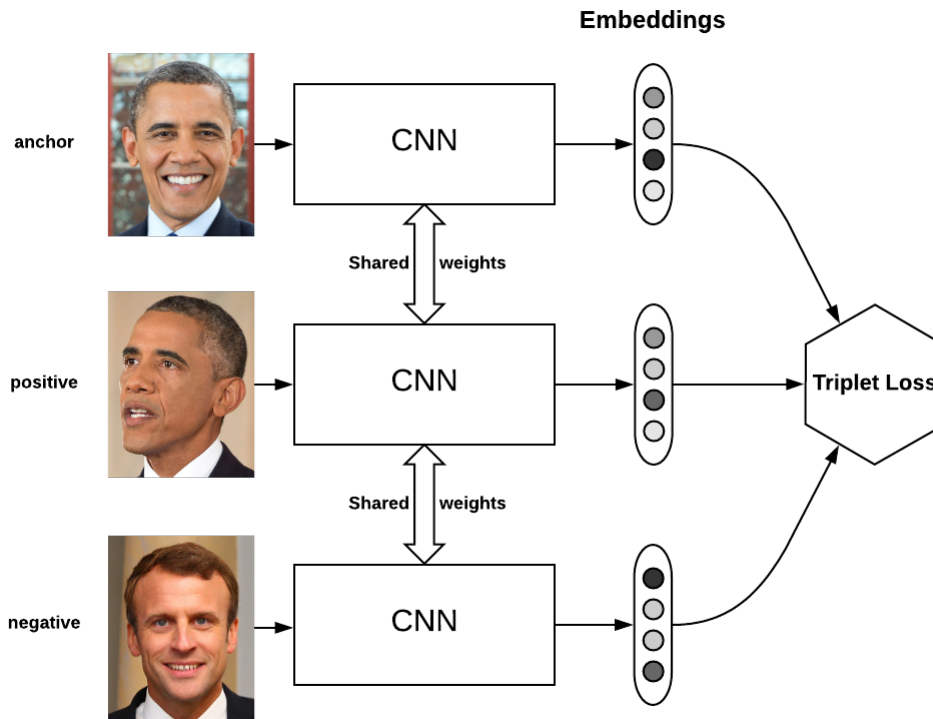 Embeddings
anchor
CNN
Shared weights
positive
CNN
Triplet Loss
Shared weights
negative
CNN